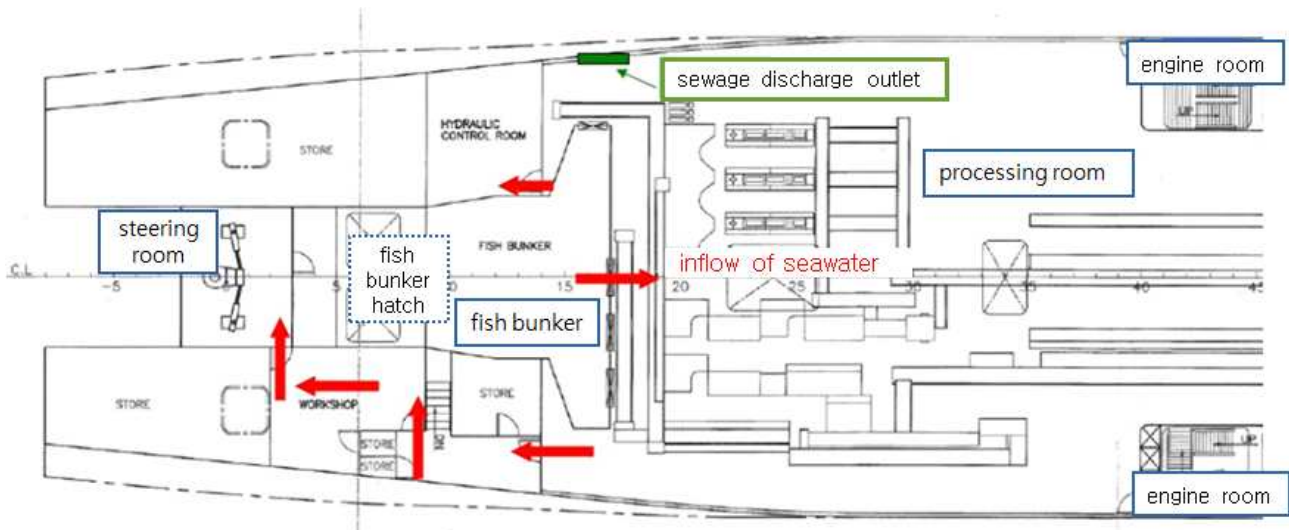 engine room
UP
sewage discharge outlet
HYDRAULIC
CONTROL ROOM
STORE
processing room
steering
room
fish
bunker
hatch
FISH BUNKER
inflow of seawater
C.L
-5
15
20
25
30
35
40
45
fish bunker
STORE
WORKSHOP
STORE
STORE
STORE
DN
UP
engine room